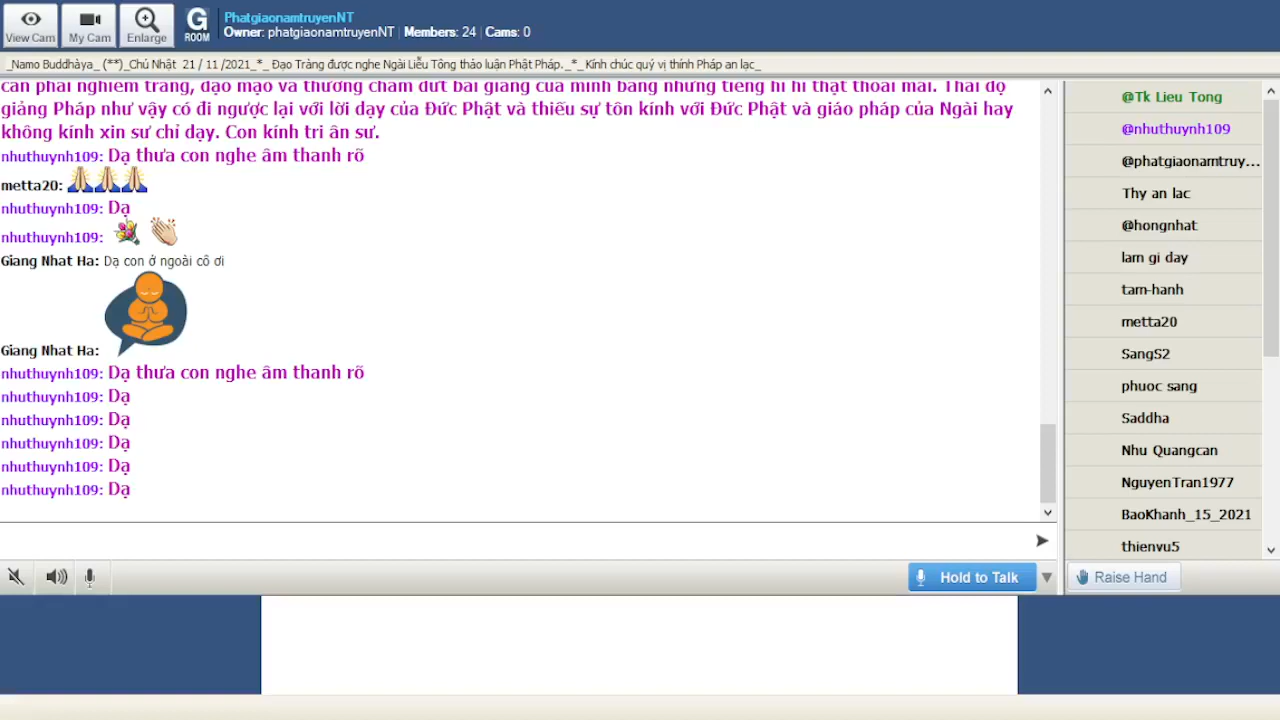 PhatgiaonamtruyenNT
Owner: phatgiaonamtruyenNT | Members: 24 | Cams: 0
View Cam
My Cam
Enlarge
G
ROOM
_Namo Buddhàya_ (**)_Chủ Nhật 21 / 11 /2021_*_ Đạo Tràng được nghe Ngài Liễu Tông thảo luận Phật Pháp._*_Kính chúc quý vị thính Pháp an lạc_
cần phải nghiêm trang, đạo mạo và thường chấm dứt bài giảng của mình bằng những tiếng hi hi thật thoải mái. Thái độ
giảng Pháp như vậy có đi ngược lại với lời dạy của Đức Phật và thiếu sự tôn kính với Đức Phật và giáo pháp của Ngài hay
không kính xin sư chỉ dạy. Con kính tri ân sư.
nhuthuynh109: Dạ thưa con nghe âm thanh rõ
metta20:
nhuthuynh109: Dạ
nhuthuynh109:
Giang Nhat Ha: Dạ con ở ngoài cô ơi
Giang Nhat Ha:
nhuthuynh109: Dạ thưa con nghe âm thanh rõ
nhuthuynh109: Dạ
nhuthuynh109: Dạ
nhuthuynh109: Dạ
nhuthuynh109: Dạ
nhuthuynh109: Dạ
Hold to Talk
@Tk Lieu Tong
@nhuthuynh109
@phatgiaonamtruy...
Thy an lac
@hongnhat
lam gi day
tam-hanh
metta20
SangS2
phuoc sang
Saddha
Nhu Quangcan
NguyenTran1977
BaoKhanh_15_2021
thienvu5
Raise Hand